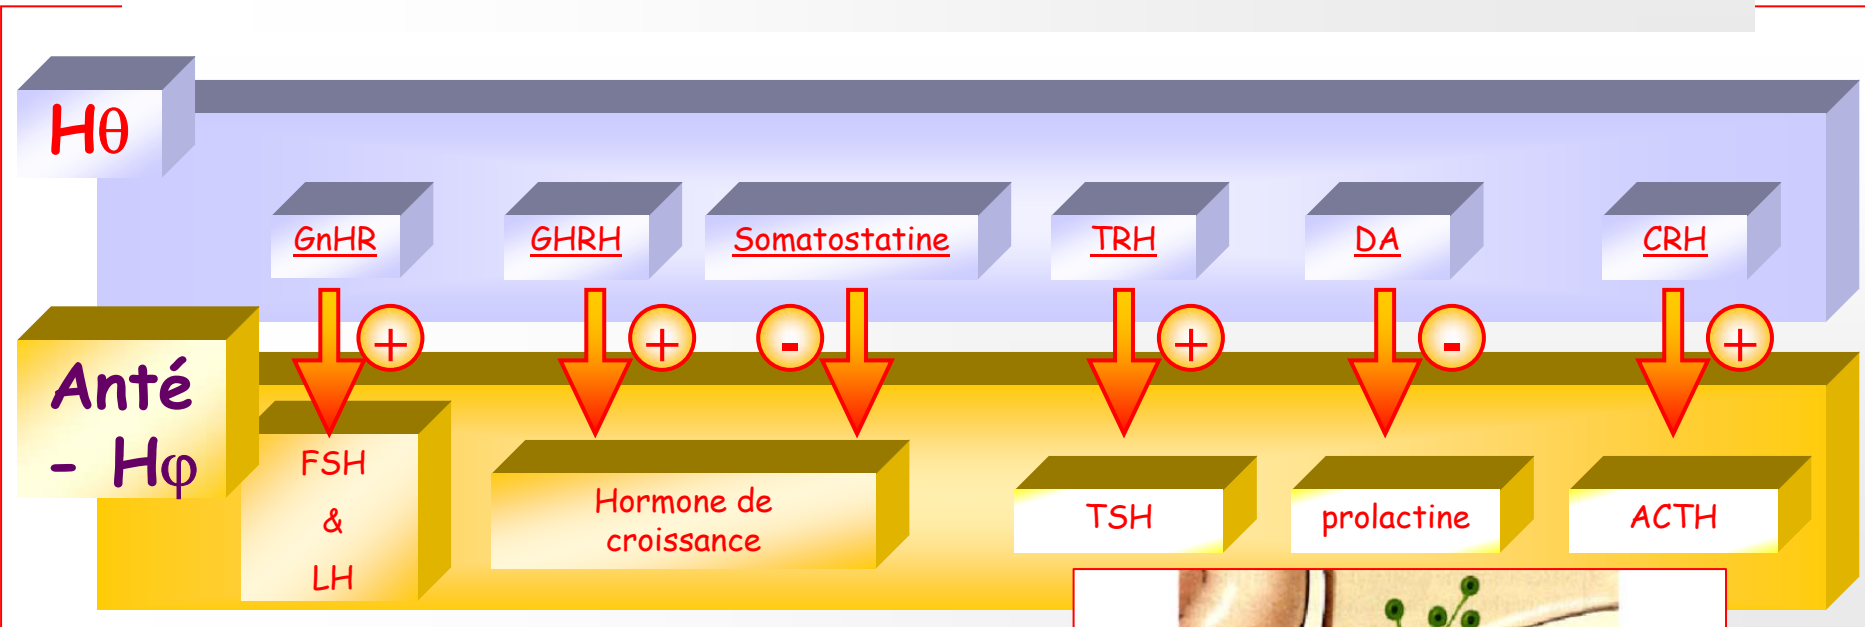 Hθ
GnHR
GHRH
Somatostatine
TRH
DA
CRH
+
+
-
+
-
+
Anté
- Hφ
FSH
&
LH
Hormone de
croissance
TSH
prolactine
ACTH